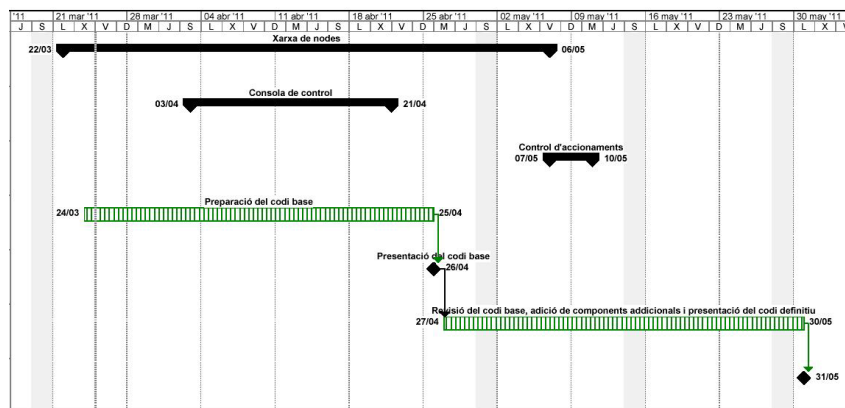 '11 21 mar '11 28 mar '11 04 abr '11 11 abr '11 18 abr '11 25 abr '11 02 may '11 09 may '11 16 may '11 23 may '11 30 may '11
J S L X V D M J S L X V D M J S L X V D M J S L X V D M J S L X V D M J S L X V
Xarxa de nodes
22/03 06/05
Consola de control
03/04 21/04
Control d'accionaments
07/05 10/05
Preparació del codi base
24/03 25/04
Presentació del codi base
26/04
Revisió del codi base, adició de components addicionals i presentació del codi definitiu
27/04 30/05
31/05